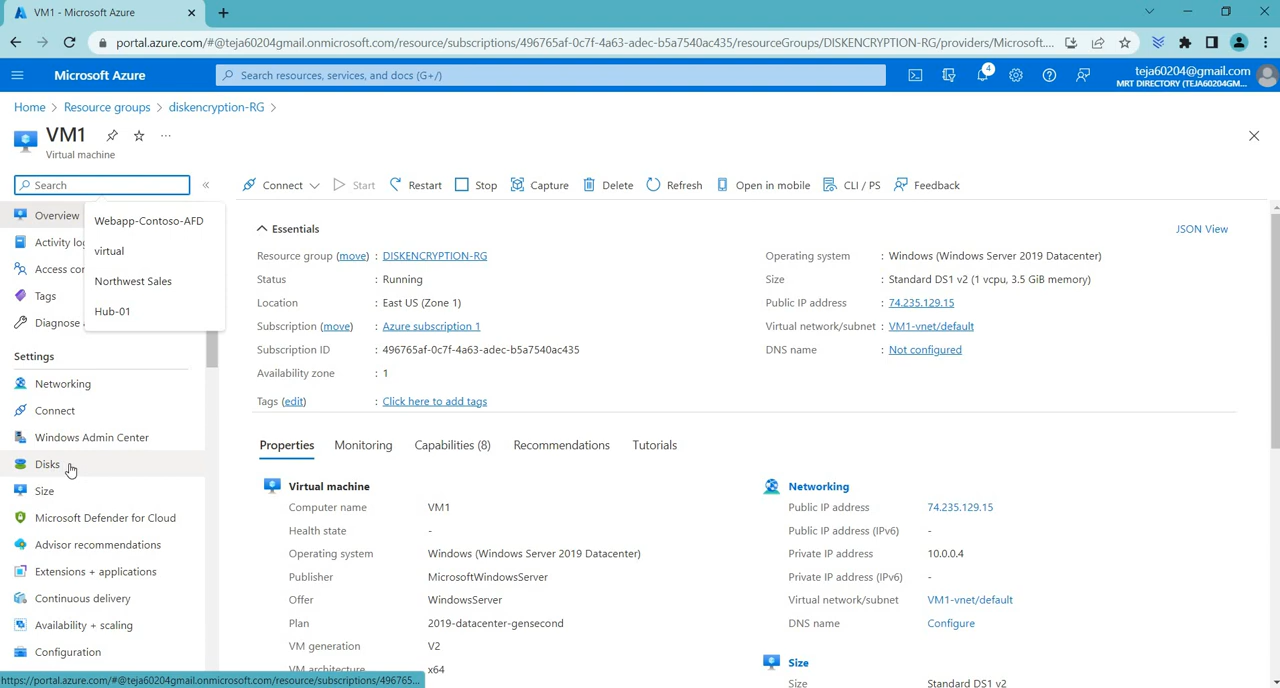 VM1 - Microsoft Azure
portal.azure.com/#@teja60204gmail.onmicrosoft.com/resource/subscriptions/496765af-0c7f-4a63-adec-b5a7540ac435/resourceGroups/DISKENCRYPTION-RG/providers/Microsoft....
Microsoft Azure
Search resources, services, and docs (G+/)
4
teja60204@gmail.com
MRT DIRECTORY (TEJA60204GM...
Home > Resource groups > diskencryption-RG >
VM1
Virtual machine
Search
Connect
Start
Restart
Stop
Capture
Delete
Refresh
Open in mobile
CLI / PS
Feedback
Overview
Activity log
Access con
Tags
Diagnose
Webapp-Contoso-AFD
virtual
Northwest Sales
Hub-01
Settings
Networking
Connect
Windows Admin Center
Disks
Size
Microsoft Defender for Cloud
Advisor recommendations
Extensions + applications
Continuous delivery
Availability + scaling
Configuration
Essentials
JSON View
Resource group (move) : DISKENCRYPTION-RG
Status : Running
Location : East US (Zone 1)
Subscription (move) : Azure subscription 1
Subscription ID : 496765af-0c7f-4a63-adec-b5a7540ac435
Availability zone : 1
Tags (edit) : Click here to add tags
Operating system : Windows (Windows Server 2019 Datacenter)
Size : Standard DS1 v2 (1 vcpu, 3.5 GiB memory)
Public IP address : 74.235.129.15
Virtual network/subnet : VM1-vnet/default
DNS name : Not configured
Properties
Monitoring
Capabilities (8)
Recommendations
Tutorials
Virtual machine
Computer name VM1
Health state -
Operating system Windows (Windows Server 2019 Datacenter)
Publisher MicrosoftWindowsServer
Offer WindowsServer
Plan 2019-datacenter-gensecond
VM generation V2
VM architecture x64
Networking
Public IP address 74.235.129.15
Public IP address (IPv6) -
Private IP address 10.0.0.4
Private IP address (IPv6) -
Virtual network/subnet VM1-vnet/default
DNS name Configure
Size
Size Standard DS1 v2
https://portal.azure.com/#@teja60204gmail.onmicrosoft.com/resource/subscriptions/496765...